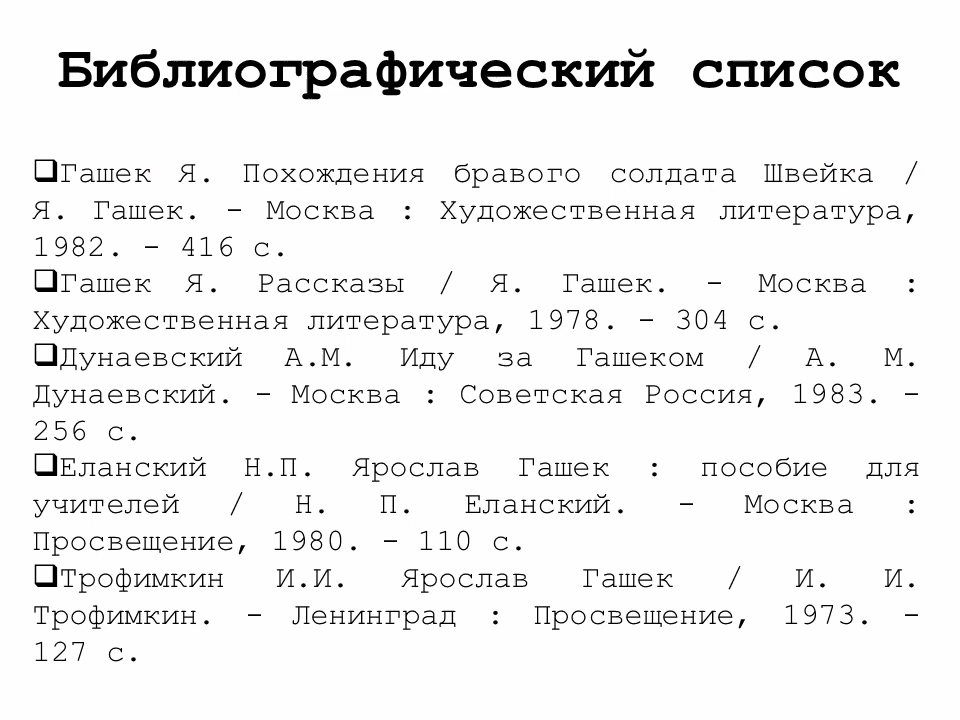 Библиографический список
❑Гашек Я. Похождения бравого солдата Швейка /
Я. Гашек. - Москва : Художественная литература,
1982. - 416 с.
❑Гашек Я. Рассказы / Я. Гашек. - Москва :
Художественная литература, 1978. - 304 с.
❑Дунаевский А.М. Иду за Гашеком / А. М.
Дунаевский. - Москва : Советская Россия, 1983. -
256 с.
❑Еланский Н.П. Ярослав Гашек : пособие для
учителей / Н. П. Еланский. - Москва :
Просвещение, 1980. - 110 с.
❑Трофимкин И.И. Ярослав Гашек / И. И.
Трофимкин. - Ленинград : Просвещение, 1973. -
127 с.